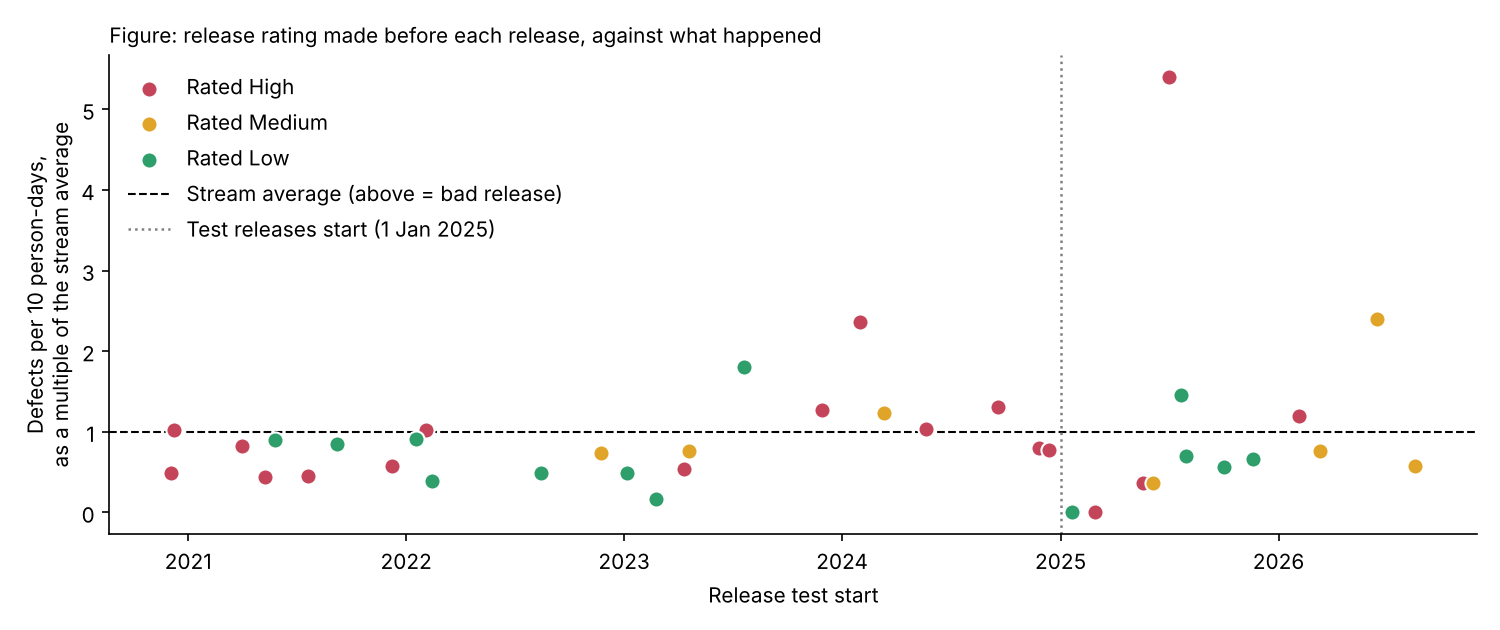 Figure: release rating made before each release, against what happened
Rated High
Rated Medium
Rated Low
Stream average (above = bad release)
Test releases start (1 Jan 2025)
Defects per 10 person-days,
as a multiple of the stream average
5
4
3
2
1
0
2021
2022
2023
2024
2025
2026
Release test start